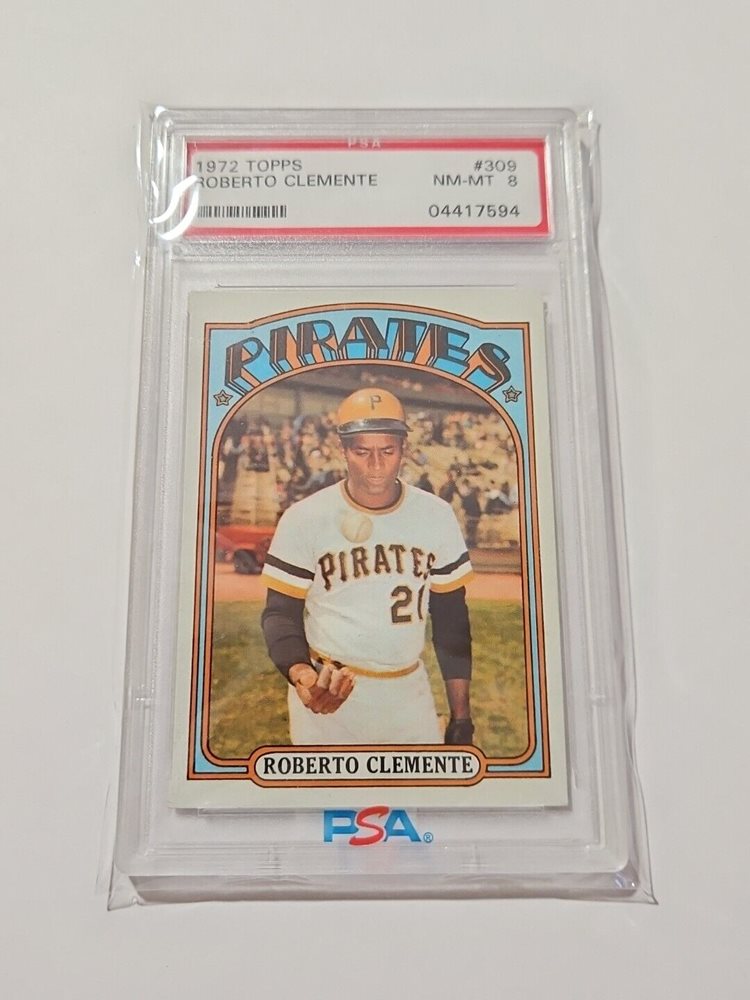 PSA
1972 TOPPS #309
ROBERTO CLEMENTE NM-MT 8
04417594
PIRATES
P
PIRATES
21
ROBERTO CLEMENTE
PSA®